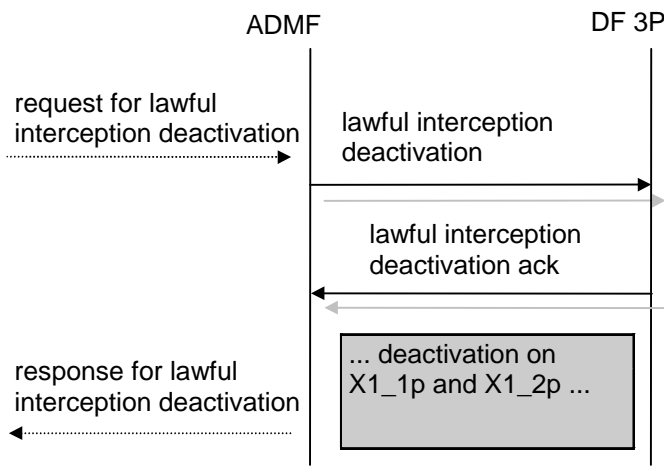 ADMF
DF 3P
request for lawful
interception deactivation
lawful interception
deactivation
lawful interception
deactivation ack
... deactivation on
X1_1p and X1_2p ...
response for lawful
interception deactivation